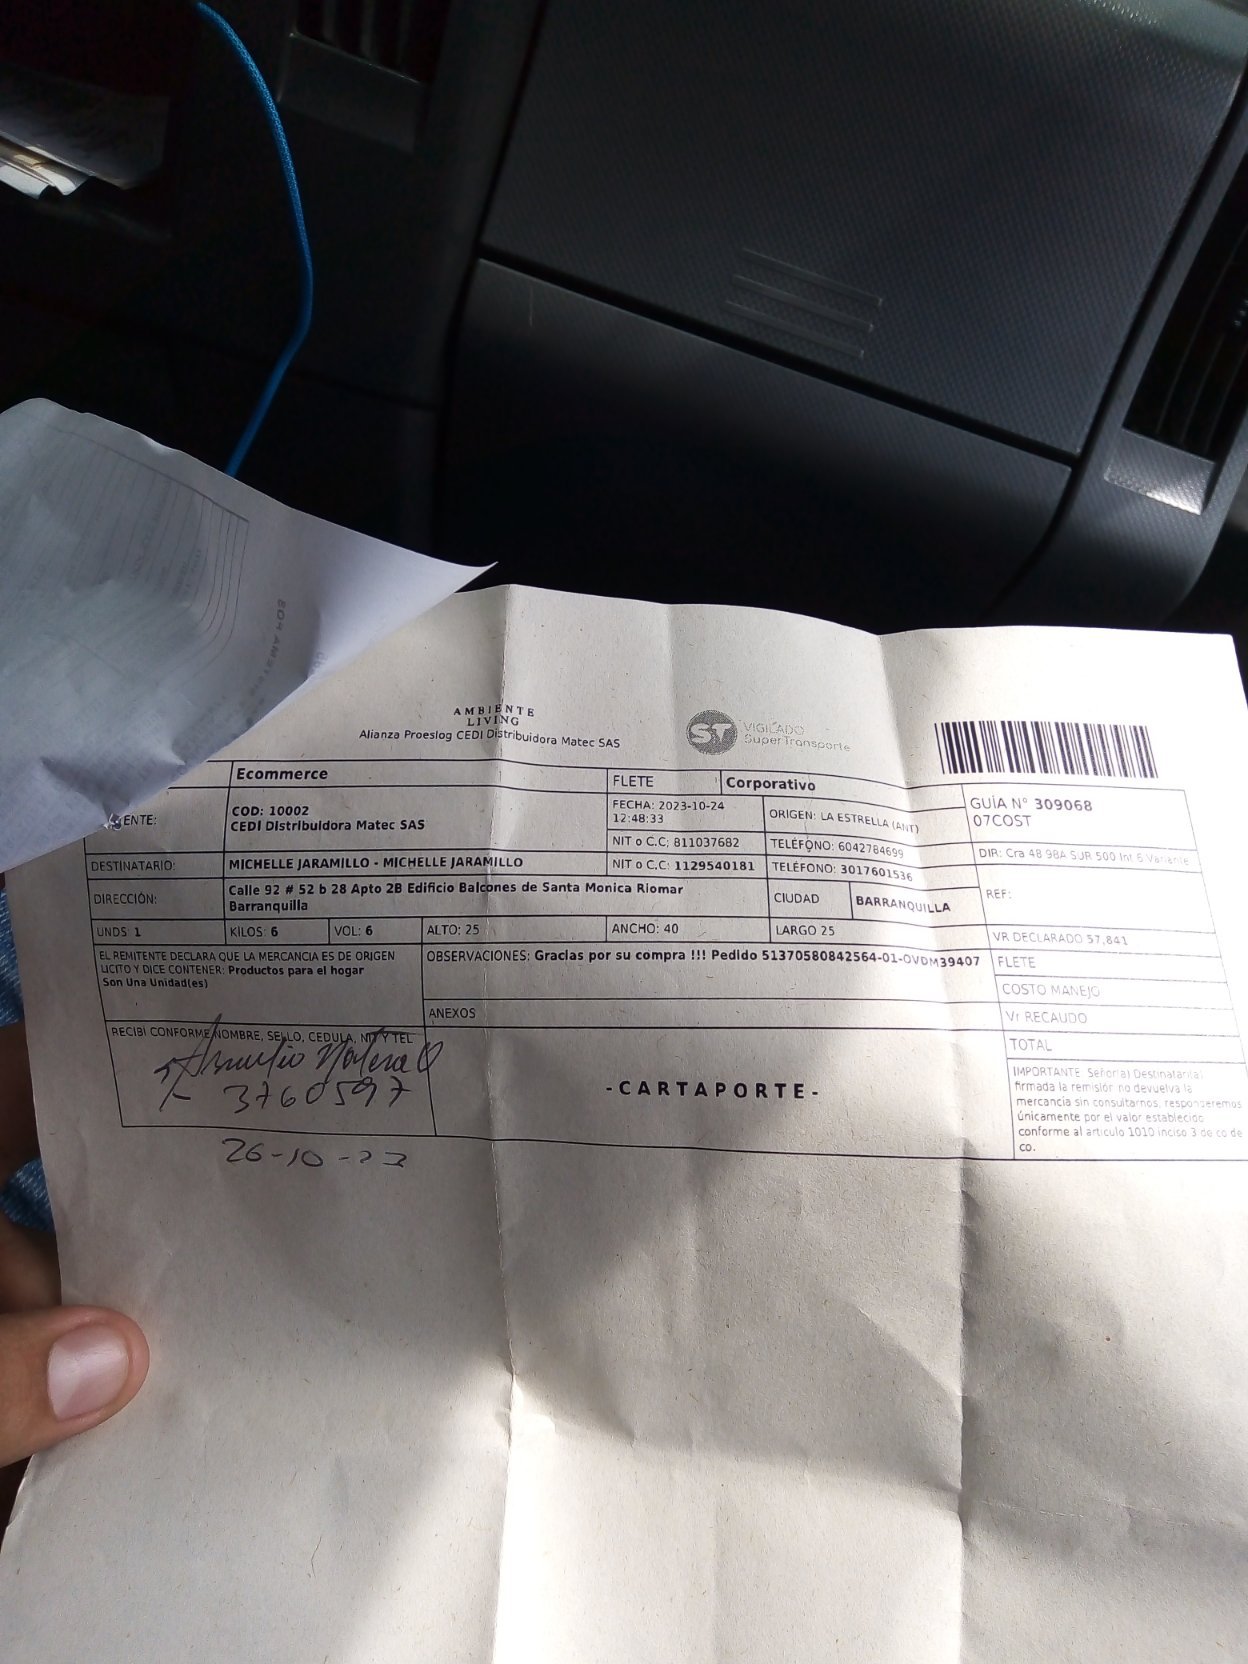 AMBIENTE
LIVING
Alianza Proeslog CEDI Distribuidora Matec SAS
ST VIGILADO
SuperTransporte
Ecommerce FLETE Corporativo
ENTE: COD: 10002
CEDI Distribuidora Matec SAS
FECHA: 2023-10-24
12:48:33
ORIGEN: LA ESTRELLA (ANT)
GUÍA N° 309068
07COST
NIT o C.C: 811037682 TELÉFONO: 6042784699
DIR: Cra 48 98A SUR 500 Int 6 Variante
DESTINATARIO: MICHELLE JARAMILLO - MICHELLE JARAMILLO NIT o C.C: 1129540181 TELÉFONO: 3017601536
DIRECCIÓN: Calle 92 # 52 b 28 Apto 2B Edificio Balcones de Santa Monica Riomar
Barranquilla
CIUDAD BARRANQUILLA
REF:
UNDS 1 KILOS: 6 VOL: 6 ALTO: 25 ANCHO: 40 LARGO 25
VR DECLARADO 57,841
EL REMITENTE DECLARA QUE LA MERCANCIA ES DE ORIGEN
LICITO Y DICE CONTENER: Productos para el hogar
Son Una Unidad(es)
OBSERVACIONES: Gracias por su compra !!! Pedido 51370580842564-01-OVDM39407
FLETE
COSTO MANEJO
ANEXOS
Vr RECAUDO
TOTAL
RECIBÍ CONFORME NOMBRE, SELLO, CEDULA, NIT Y TEL
3760597
26-10-23
-CARTAPORTE-
IMPORTANTE: Señor(a) Destinataria(
firmada la remisión no devuelva la
mercancia sin consultarnos, responseremos
únicamente por el valor establecido
conforme al articulo 1010 inciso 3 de co de
co.